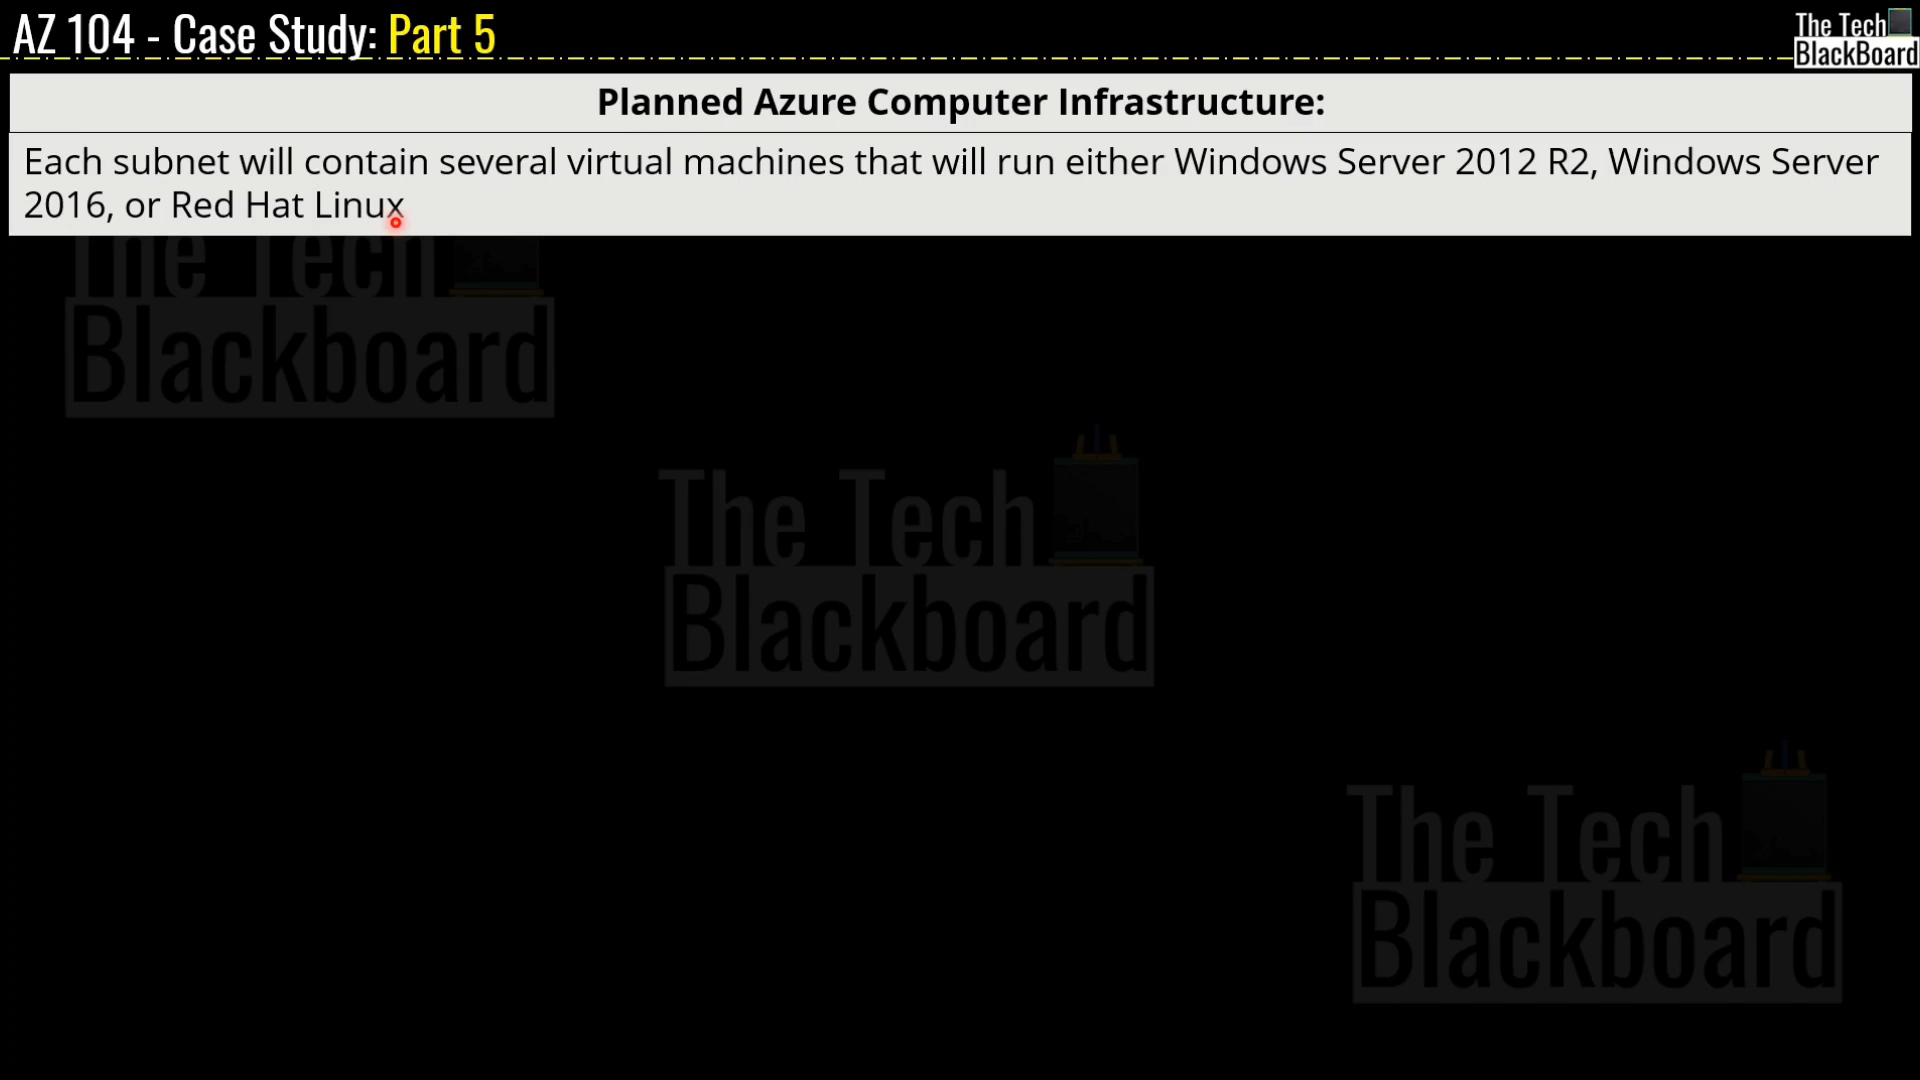 AZ 104 - Case Study: Part 5
The Tech
BlackBoard
Planned Azure Computer Infrastructure:
Each subnet will contain several virtual machines that will run either Windows Server 2012 R2, Windows Server
2016, or Red Hat Linux
The Tech
Blackboard
The Tech
Blackboard
The Tech
Blackboard